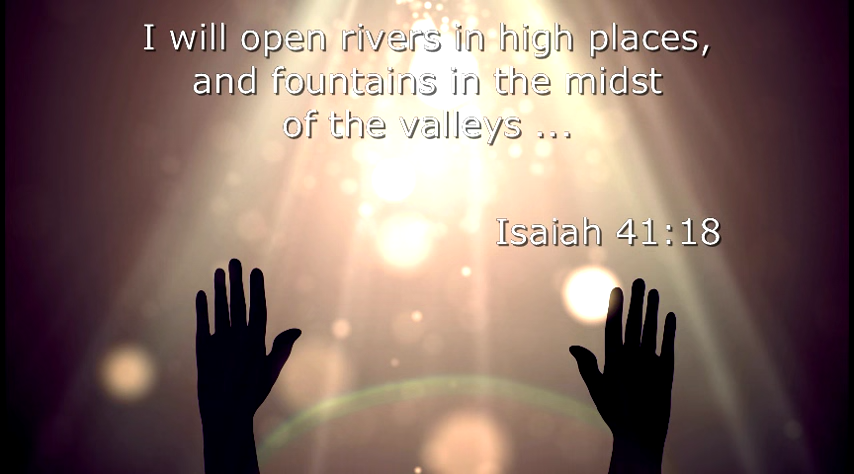 I will open rivers in high places,
and fountains in the midst
of the valleys ...
Isaiah 41:18